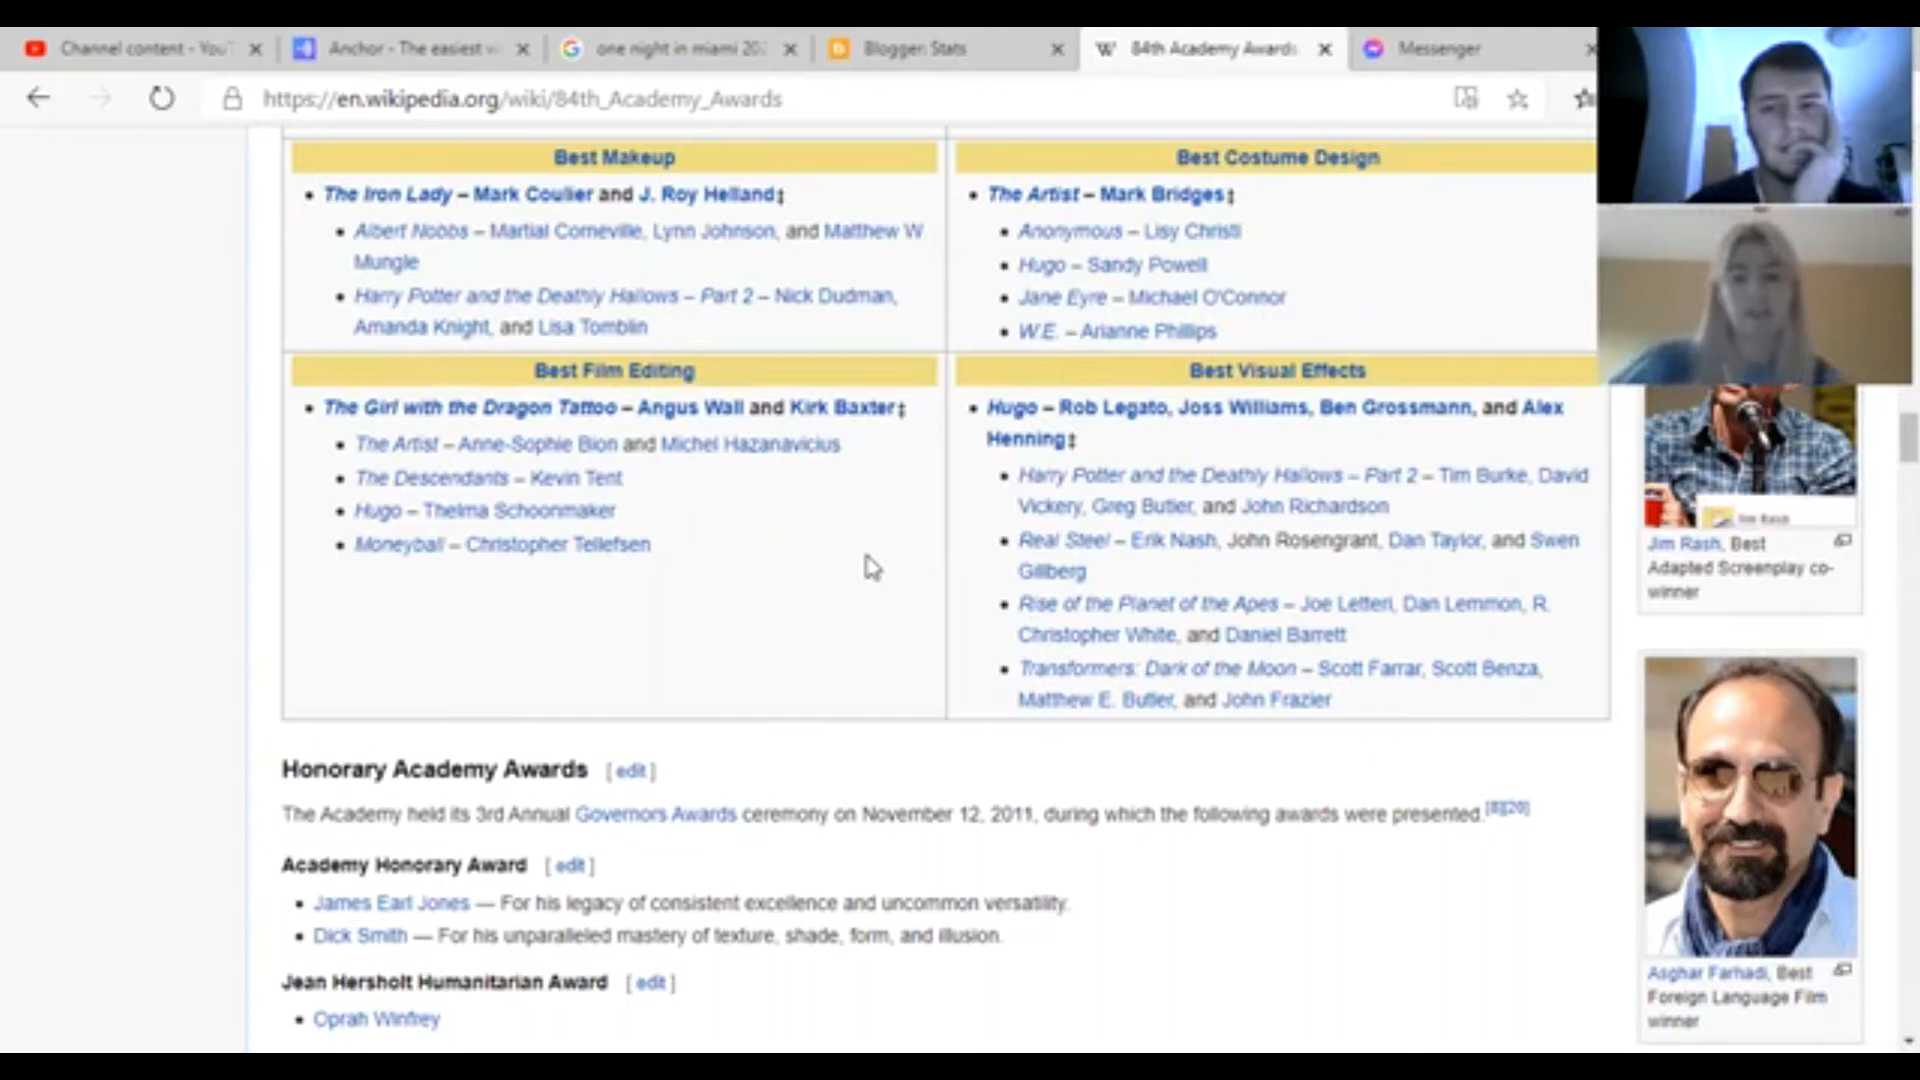 Channel content - YouT
Anchor - The easiest w
one night in miami 202
Blogger: Stats
84th Academy Awards
Messenger
https://en.wikipedia.org/wiki/84th_Academy_Awards
Best Makeup
• The Iron Lady – Mark Coulier and J. Roy Helland‡
• Albert Nobbs – Martial Corneville, Lynn Johnson, and Matthew W.
Mungle
• Harry Potter and the Deathly Hallows – Part 2 – Nick Dudman,
Amanda Knight, and Lisa Tomblin
Best Costume Design
• The Artist – Mark Bridges‡
• Anonymous – Lisy Christl
• Hugo – Sandy Powell
• Jane Eyre – Michael O'Connor
• W.E. – Arianne Phillips
Best Film Editing
• The Girl with the Dragon Tattoo – Angus Wall and Kirk Baxter‡
• The Artist – Anne-Sophie Bion and Michel Hazanavicius
• The Descendants – Kevin Tent
• Hugo – Thelma Schoonmaker
• Moneyball – Christopher Tellefsen
Best Visual Effects
• Hugo – Rob Legato, Joss Williams, Ben Grossmann, and Alex
Henning‡
• Harry Potter and the Deathly Hallows – Part 2 – Tim Burke, David
Vickery, Greg Butler, and John Richardson
• Real Steel – Erik Nash, John Rosengrant, Dan Taylor, and Swen
Gillberg
• Rise of the Planet of the Apes – Joe Letteri, Dan Lemmon, R.
Christopher White, and Daniel Barrett
• Transformers: Dark of the Moon – Scott Farrar, Scott Benza,
Matthew E. Butler, and John Frazier
Jim Rash
Jim Rash, Best
Adapted Screenplay co-
winner
Honorary Academy Awards [edit]
The Academy held its 3rd Annual Governors Awards ceremony on November 12, 2011, during which the following awards were presented.[8][20]
Academy Honorary Award [edit]
• James Earl Jones — For his legacy of consistent excellence and uncommon versatility.
• Dick Smith — For his unparalleled mastery of texture, shade, form, and illusion.
Jean Hersholt Humanitarian Award [edit]
• Oprah Winfrey
Asghar Farhadi, Best
Foreign Language Film
winner